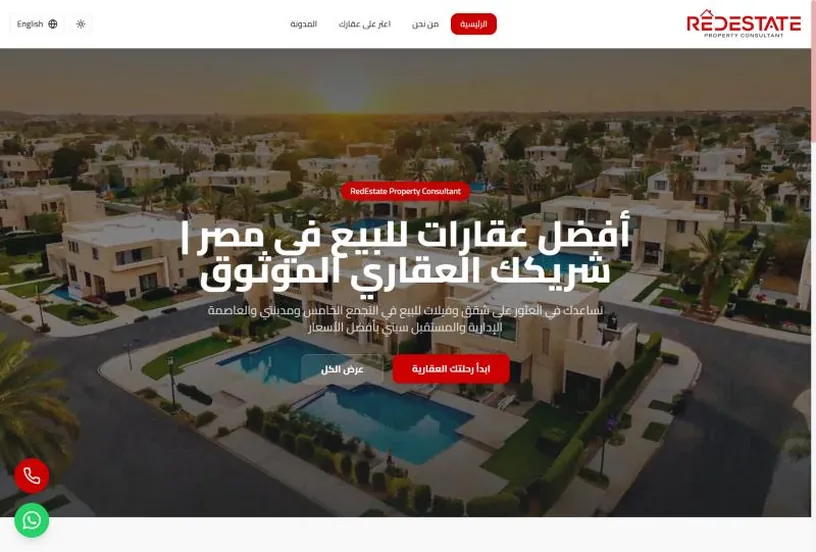 REDESTATE
PROPERTY CONSULTANT
الرئيسية
من نحن
اعثر على عقارك
المدونة
English
RedEstate Property Consultant
أفضل عقارات للبيع في مصر |
شريكك العقاري الموثوق
نساعدك في العثور على شقق وفيلات للبيع في التجمع الخامس ومدينتي والعاصمة
الإدارية والمستقبل سيتي بأفضل الأسعار
ابدأ رحلتك العقارية
عرض الكل